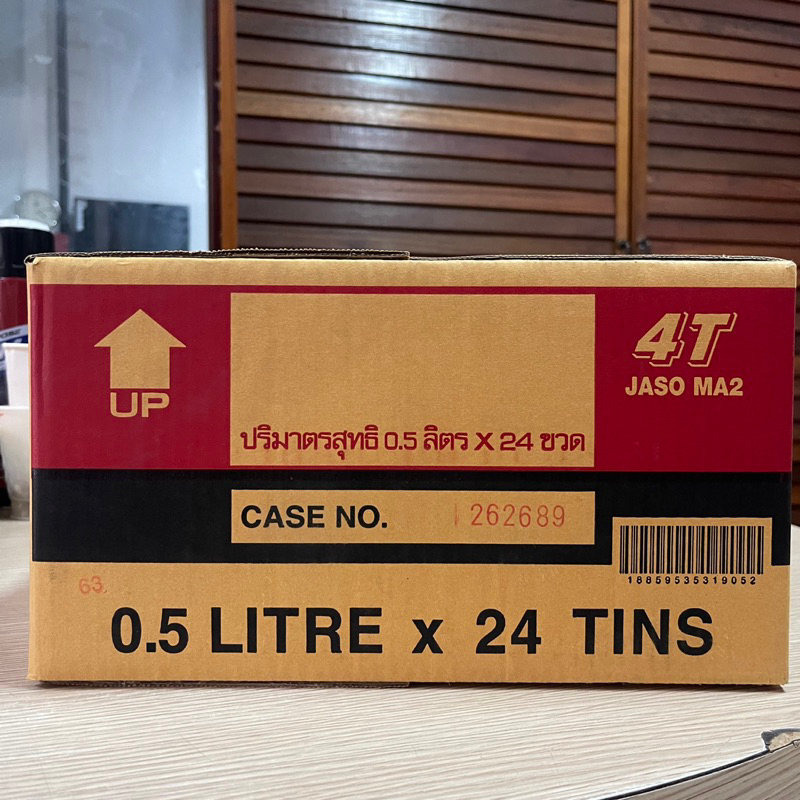 4T
JASO MA2
UP
ปริมาตรสุทธิ 0.5 ลิตร X 24 ขวด
CASE NO. 262689
18859535319052
63
0.5 LITRE x 24 TINS